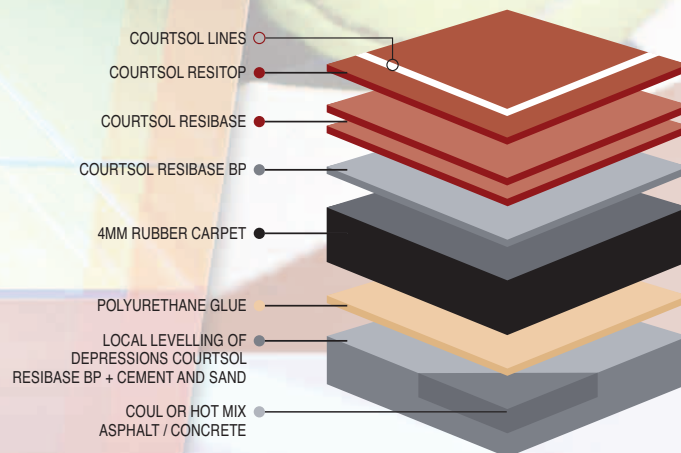 COURTSOL LINES
COURTSOL RESITOP
COURTSOL RESIBASE
COURTSOL RESIBASE BP
4MM RUBBER CARPET
POLYURETHANE GLUE
LOCAL LEVELLING OF
DEPRESSIONS COURTSOL
RESIBASE BP + CEMENT AND SAND
COUL OR HOT MIX
ASPHALT / CONCRETE